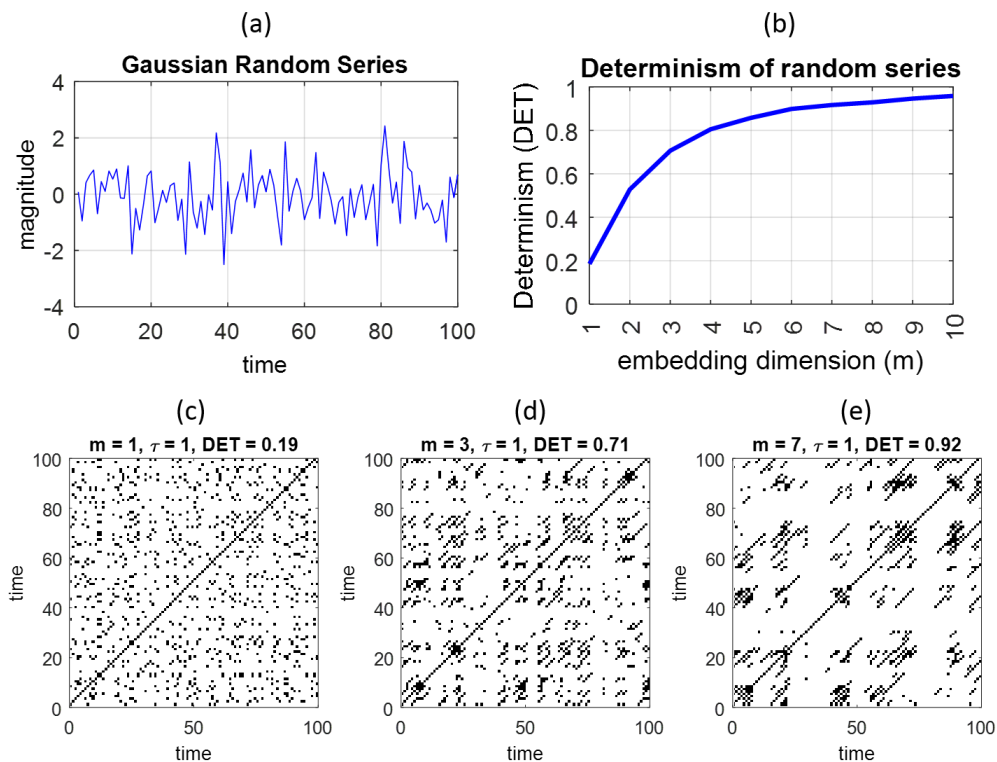 (a)
Gaussian Random Series
4
2
0
-2
-4
magnitude
0 20 40 60 80 100
time
(b)
Determinism of random series
1
0.8
0.6
0.4
0.2
0
Determinism (DET)
1 2 3 4 5 6 7 8 9 10
embedding dimension (m)
(c)
m = 1, τ = 1, DET = 0.19
100
80
60
40
20
0
time
0 50 100
time
(d)
m = 3, τ = 1, DET = 0.71
100
80
60
40
20
0
time
0 50 100
time
(e)
m = 7, τ = 1, DET = 0.92
100
80
60
40
20
0
time
0 50 100
time